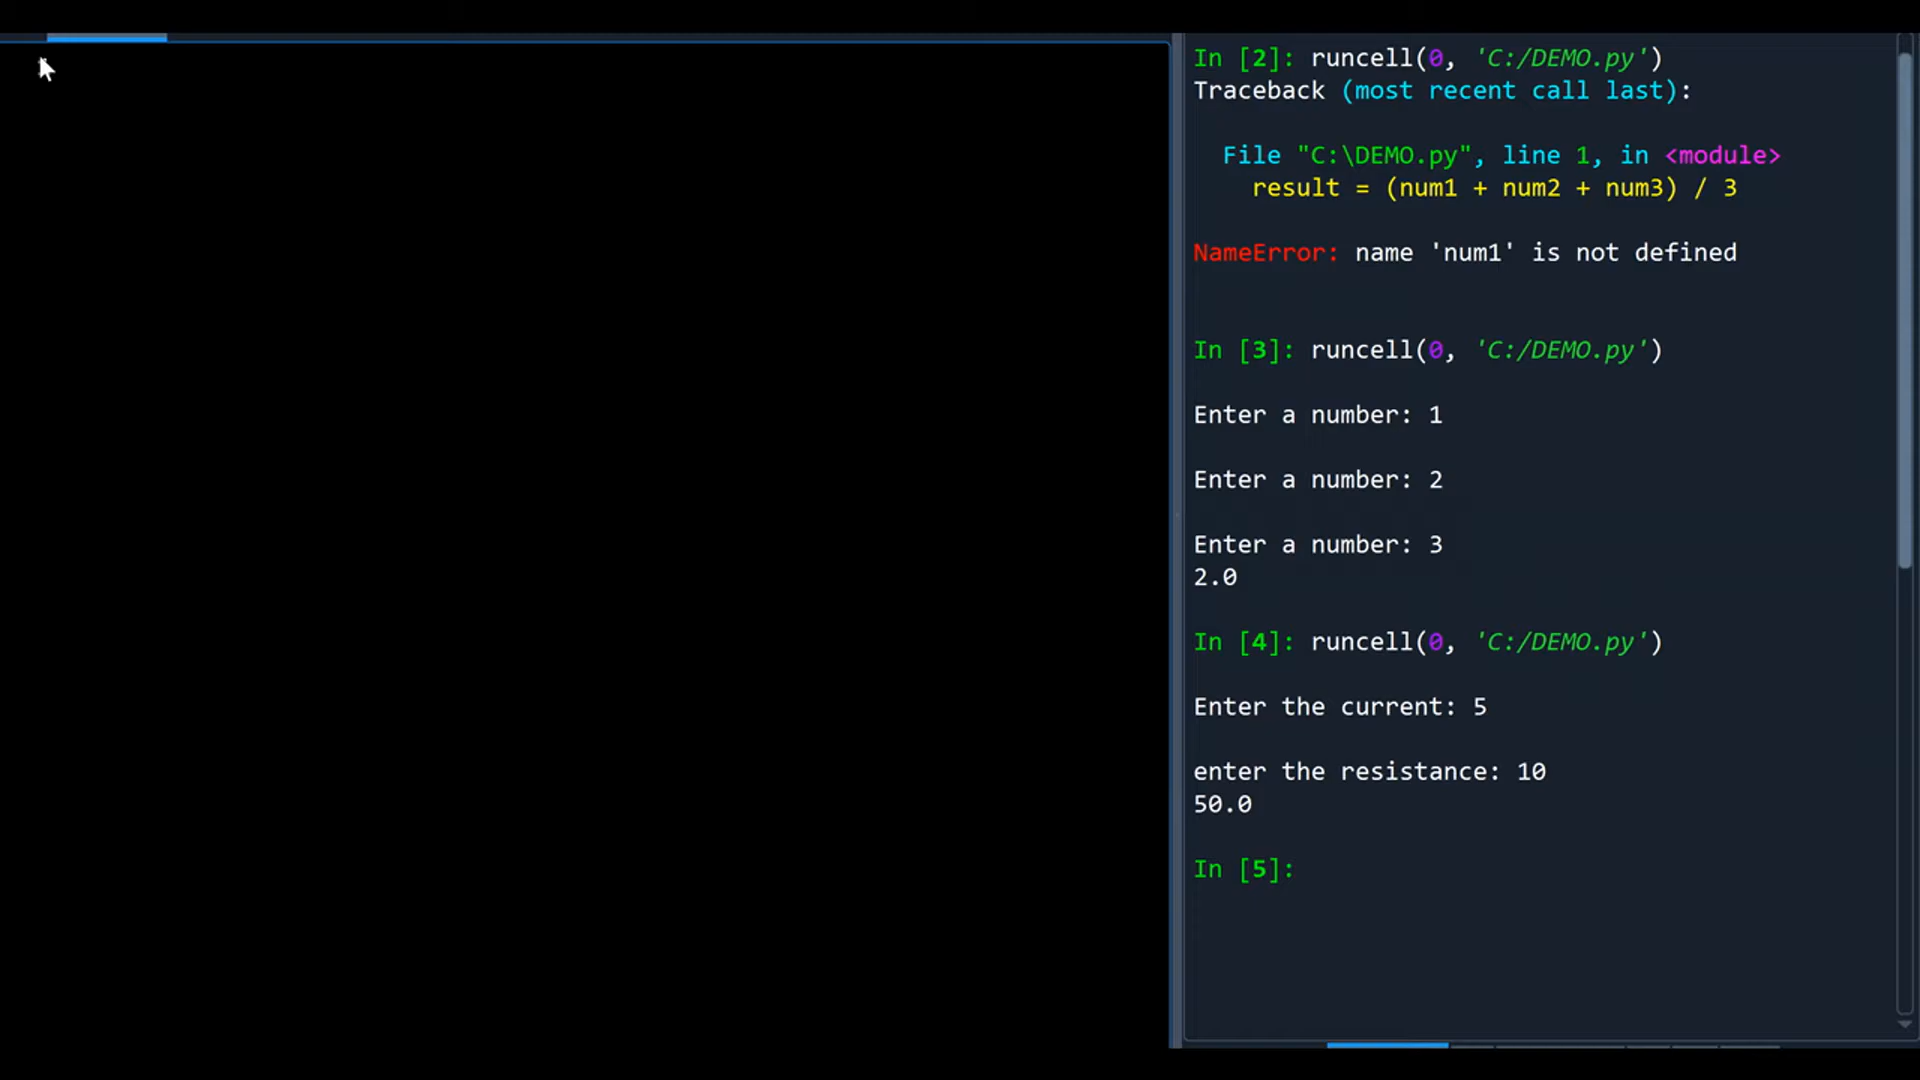 In [2]: runcell(0, 'C:/DEMO.py')
Traceback (most recent call last):
File "C:\DEMO.py", line 1, in <module>
result = (num1 + num2 + num3) / 3
NameError: name 'num1' is not defined
In [3]: runcell(0, 'C:/DEMO.py')
Enter a number: 1
Enter a number: 2
Enter a number: 3
2.0
In [4]: runcell(0, 'C:/DEMO.py')
Enter the current: 5
enter the resistance: 10
50.0
In [5]: